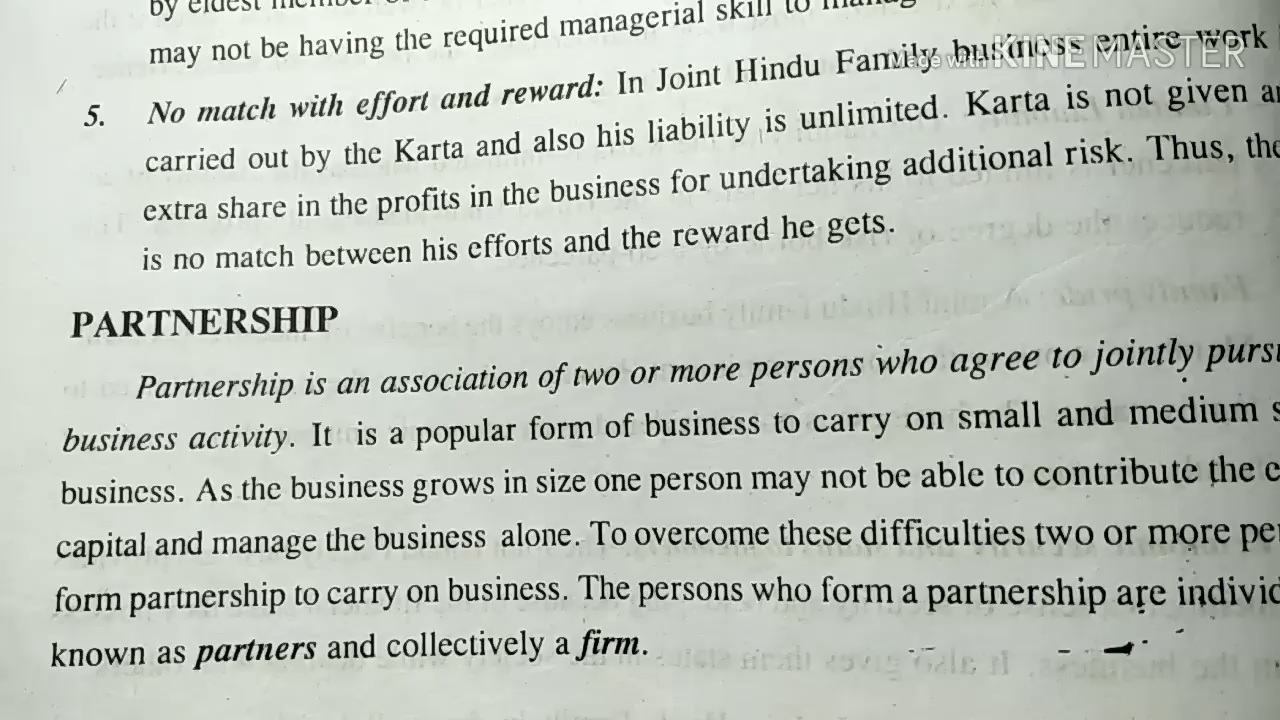 by eldest
may not be having the required managerial skill to
Made with KINEMASTER
5. No match with effort and reward: In Joint Hindu Family business entire work
carried out by the Karta and also his liability is unlimited. Karta is not given
extra share in the profits in the business for undertaking additional risk. Thus,
is no match between his efforts and the reward he gets.
PARTNERSHIP
Partnership is an association of two or more persons who agree to jointly
business activity. It is a popular form of business to carry on small and medium
business. As the business grows in size one person may not be able to contribute the
capital and manage the business alone. To overcome these difficulties two or more
form partnership to carry on business. The persons who form a partnership are
known as partners and collectively a firm.